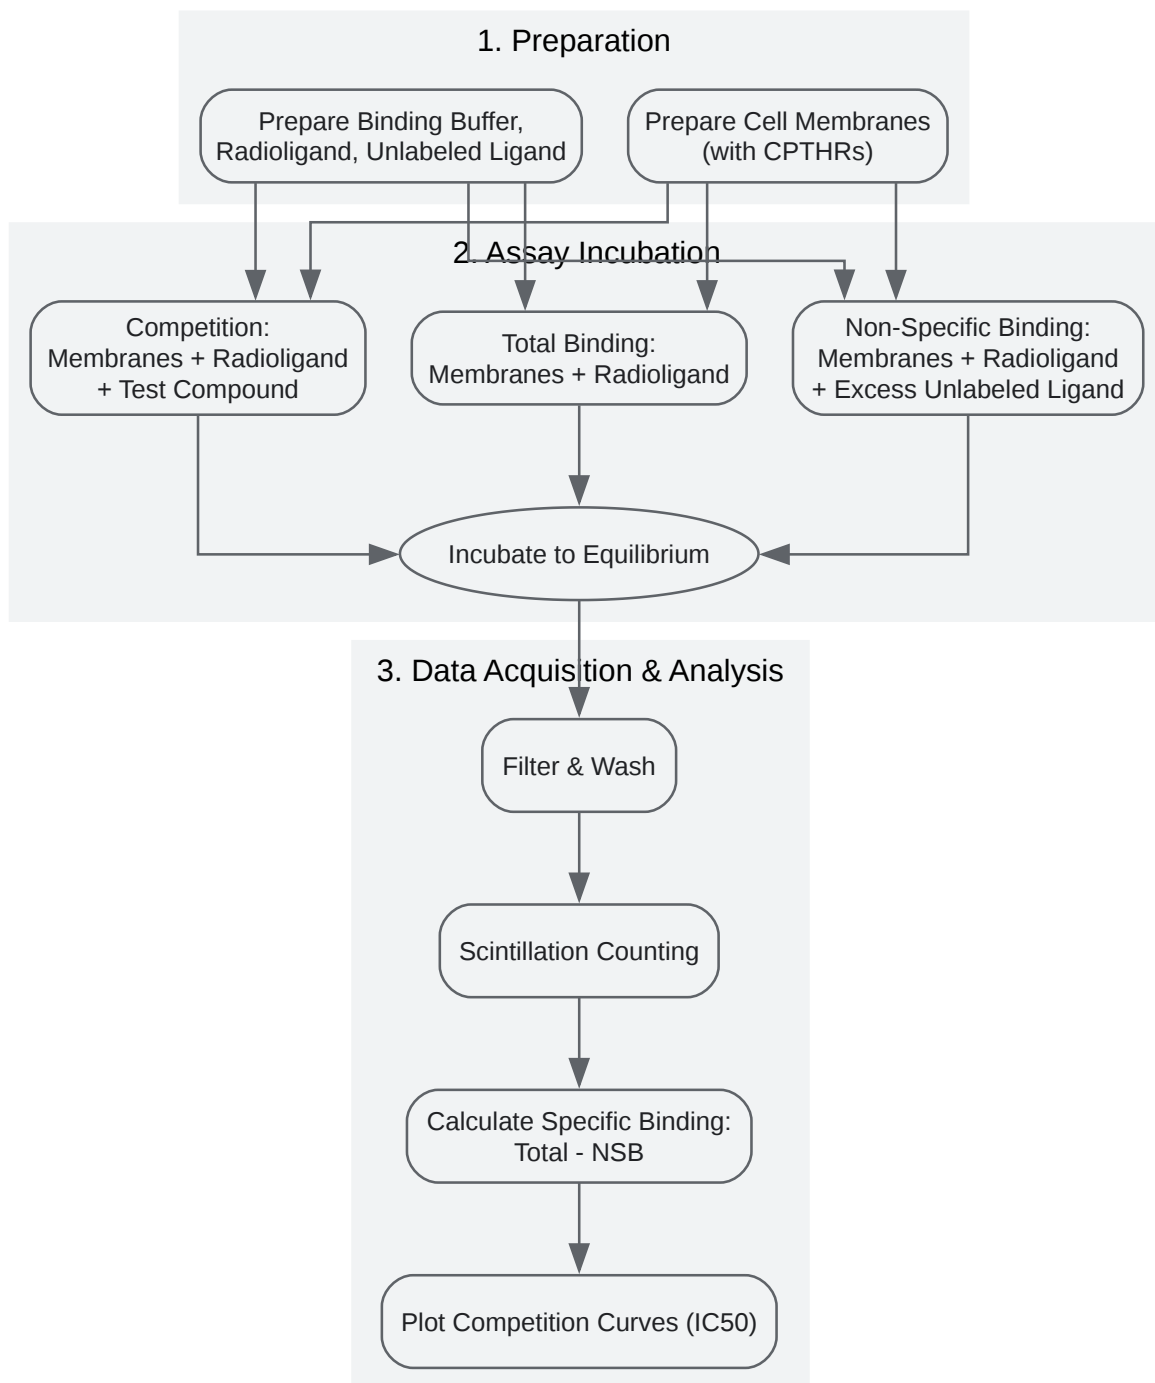 1. Preparation
Prepare Binding Buffer,
Radioligand, Unlabeled Ligand
Prepare Cell Membranes
(with CPTHRs)
2. Assay Incubation
Competition:
Membranes + Radioligand
+ Test Compound
Total Binding:
Membranes + Radioligand
Non-Specific Binding:
Membranes + Radioligand
+ Excess Unlabeled Ligand
Incubate to Equilibrium
3. Data Acquisition & Analysis
Filter & Wash
Scintillation Counting
Calculate Specific Binding:
Total - NSB
Plot Competition Curves (IC50)